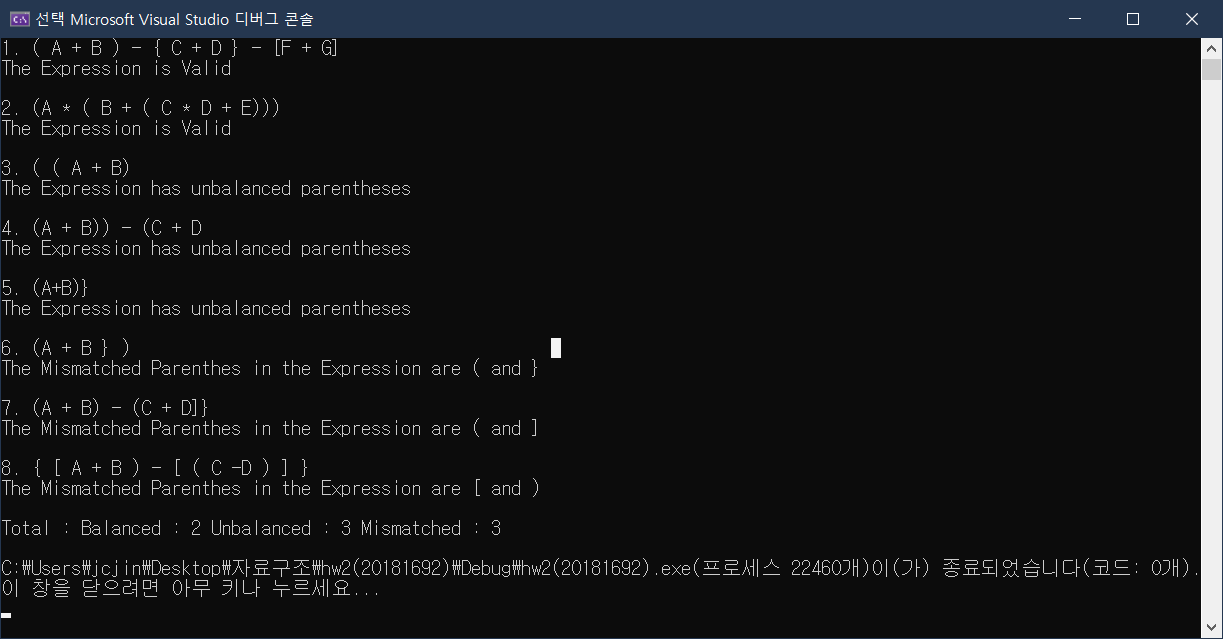 선택 Microsoft Visual Studio 디버그 콘솔
1. ( A + B ) - { C + D } - [F + G]
The Expression is Valid
2. (A * ( B + ( C * D + E)))
The Expression is Valid
3. ( ( A + B)
The Expression has unbalanced parentheses
4. (A + B)) - (C + D
The Expression has unbalanced parentheses
5. (A+B)}
The Expression has unbalanced parentheses
6. (A + B } )
The Mismatched Parenthes in the Expression are ( and }
7. (A + B) - (C + D]}
The Mismatched Parenthes in the Expression are ( and ]
8. { [ A + B ) - [ ( C -D ) ] }
The Mismatched Parenthes in the Expression are [ and )
Total : Balanced : 2 Unbalanced : 3 Mismatched : 3
C:₩Users₩jcjin₩Desktop₩자료구조₩hw2(20181692)₩Debug₩hw2(20181692).exe(프로세스 22460개)이(가) 종료되었습니다(코드: 0개).
이 창을 닫으려면 아무 키나 누르세요...